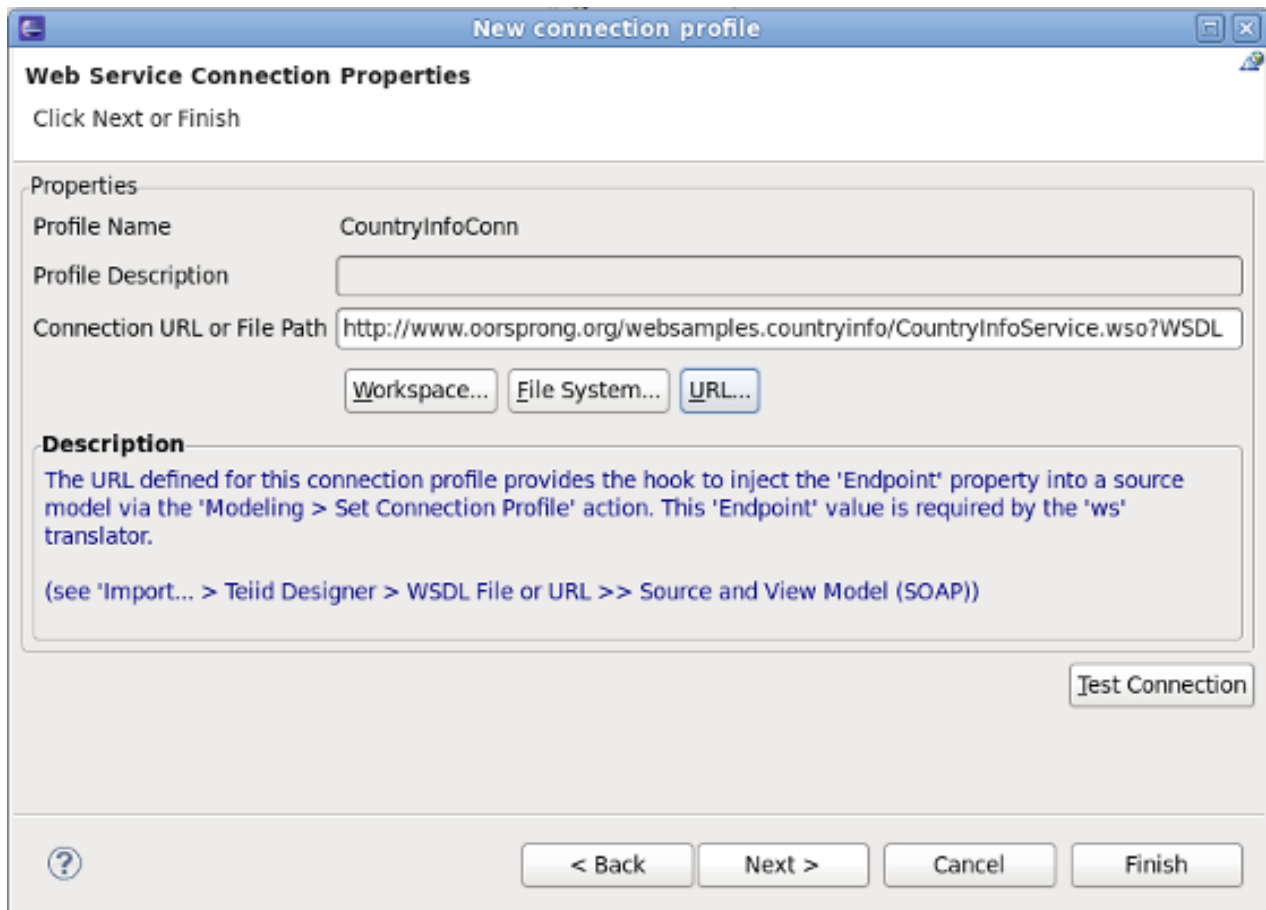 New connection profile
Web Service Connection Properties
Click Next or Finish
Properties
Profile Name CountryInfoConn
Profile Description
Connection URL or File Path http://www.oorsprong.org/websamples.countryinfo/CountryInfoService.wso?WSDL
Workspace... File System... URL...
Description
The URL defined for this connection profile provides the hook to inject the 'Endpoint' property into a source
model via the 'Modeling > Set Connection Profile' action. This 'Endpoint' value is required by the 'ws'
translator.
(see 'Import... > Teiid Designer > WSDL File or URL >> Source and View Model (SOAP))
Test Connection
? < Back Next > Cancel Finish